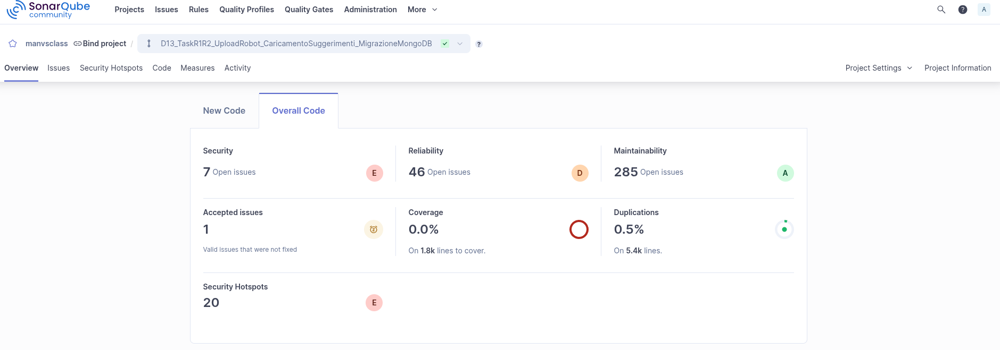 SonarQube
community
Projects Issues Rules Quality Profiles Quality Gates Administration More ? A
manvsclass Bind project / D13_TaskR1R2_UploadRobot_CaricamentoSuggerimenti_MigrazioneMongoDB ?
Overview Issues Security Hotspots Code Measures Activity Project Settings Project Information
New Code Overall Code
Security Reliability Maintainability
7 Open issues E 46 Open issues D 285 Open issues A
Accepted issues Coverage Duplications
1 z 0.0% 0.5%
Valid issues that were not fixed On 1.8k lines to cover. On 5.4k lines.
Security Hotspots
20 E